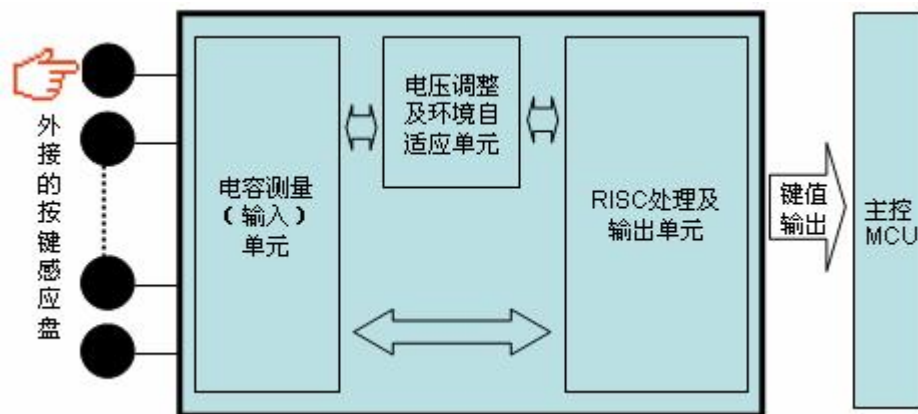 外接的按键感应盘
电容测量
（输入）
单元
电压调整
及环境自
适应单元
RISC处理及
输出单元
键值
输出
主控
MCU